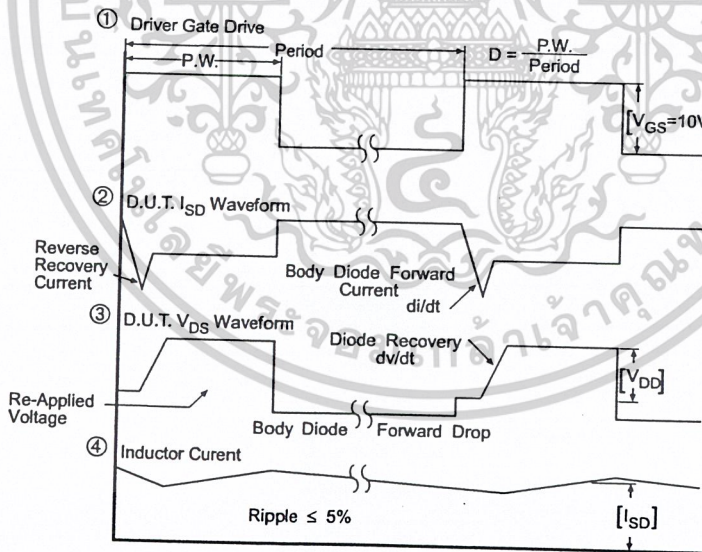 ① Driver Gate Drive
Period
P.W.
D = P.W.
Period
[VGS=10V
② D.U.T. ISD Waveform
Reverse
Recovery
Current
Body Diode Forward
Current
di/dt
③ D.U.T. VDS Waveform
Diode Recovery
dv/dt
[VDD]
Re-Applied
Voltage
Body Diode Forward Drop
④ Inductor Curent
Ripple ≤ 5%
[ISD]